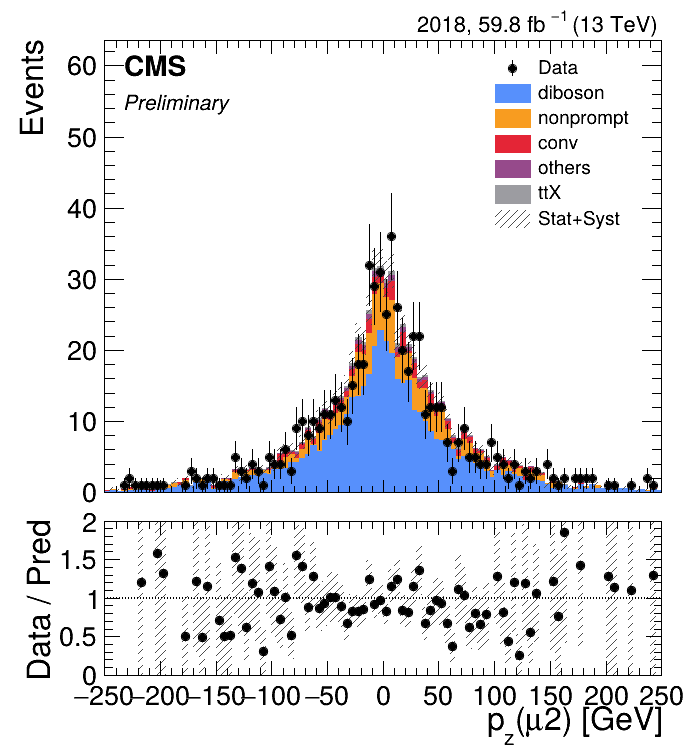 2018, 59.8 fb⁻¹ (13 TeV)
Events
60
50
40
30
20
10
0
CMS
Preliminary
Data
diboson
nonprompt
conv
others
ttX
Stat+Syst
Data / Pred
2
1.5
1
0.5
0
−250 −200 −150 −100 −50 0 50 100 150 200 250
p_z(μ2) [GeV]